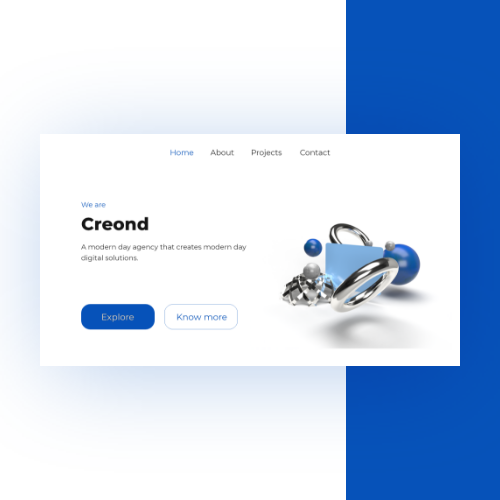 Home About Projects Contact
We are
Creond
A modern day agency that creates modern day
digital solutions.
Explore Know more